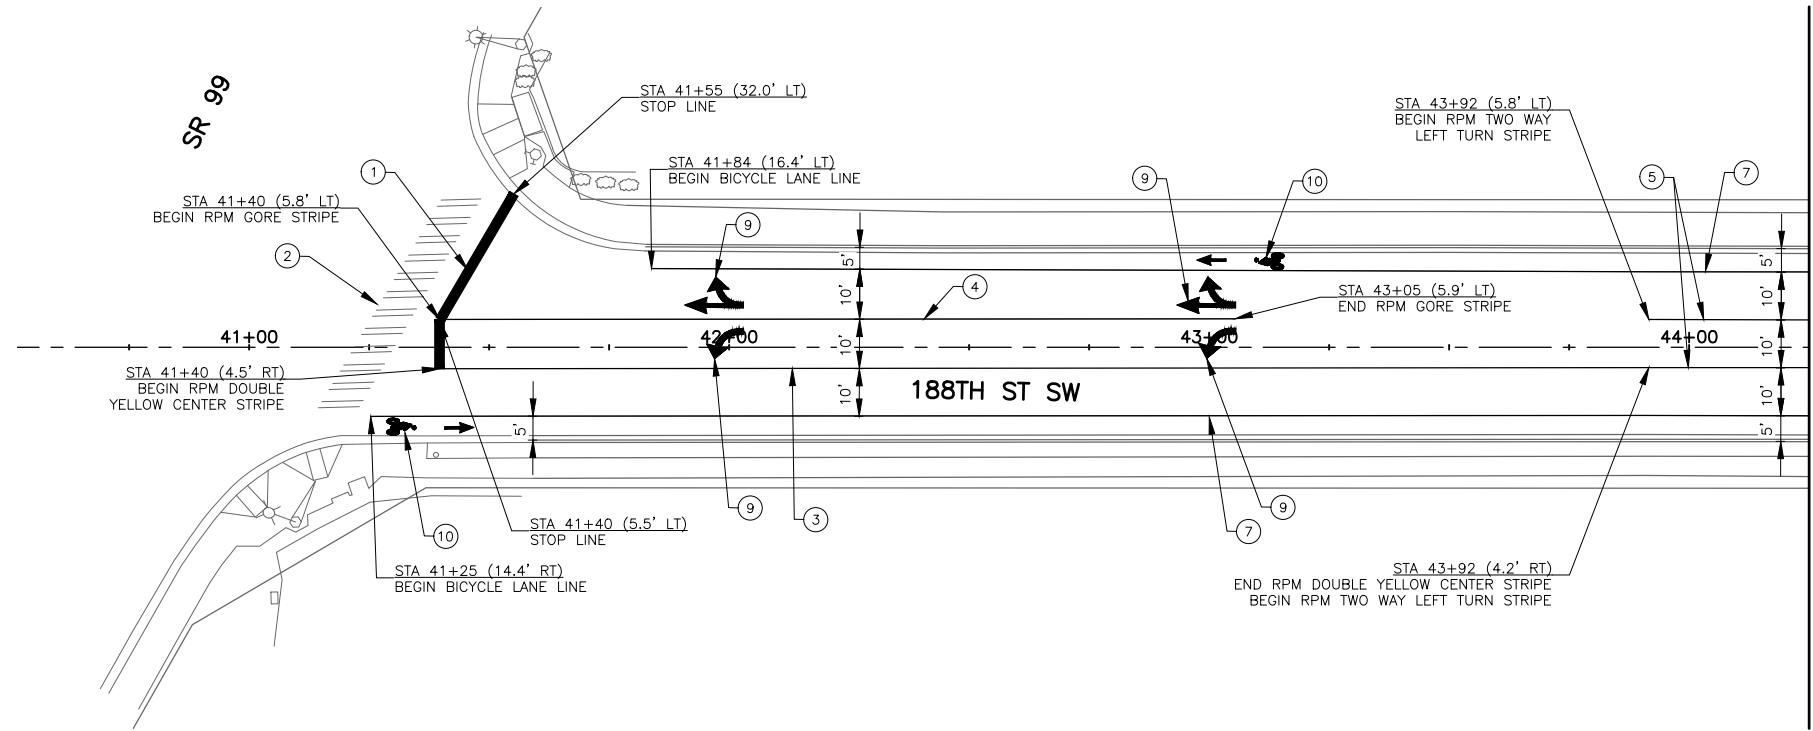 SR 99
STA 41+55 (32.0' LT)
STOP LINE
STA 43+92 (5.8' LT)
BEGIN RPM TWO WAY
LEFT TURN STRIPE
STA 41+84 (16.4' LT)
BEGIN BICYCLE LANE LINE
1
9
10
5
7
STA 41+40 (5.8' LT)
BEGIN RPM GORE STRIPE
9
2
5'
5'
4
10'
10'
STA 43+05 (5.9' LT)
END RPM GORE STRIPE
41+00
42+00
43+00
44+00
10'
10'
STA 41+40 (4.5' RT)
BEGIN RPM DOUBLE
YELLOW CENTER STRIPE
188TH ST SW
10'
10'
5'
5'
9
3
9
7
10
STA 41+40 (5.5' LT)
STOP LINE
STA 41+25 (14.4' RT)
BEGIN BICYCLE LANE LINE
STA 43+92 (4.2' RT)
END RPM DOUBLE YELLOW CENTER STRIPE
BEGIN RPM TWO WAY LEFT TURN STRIPE